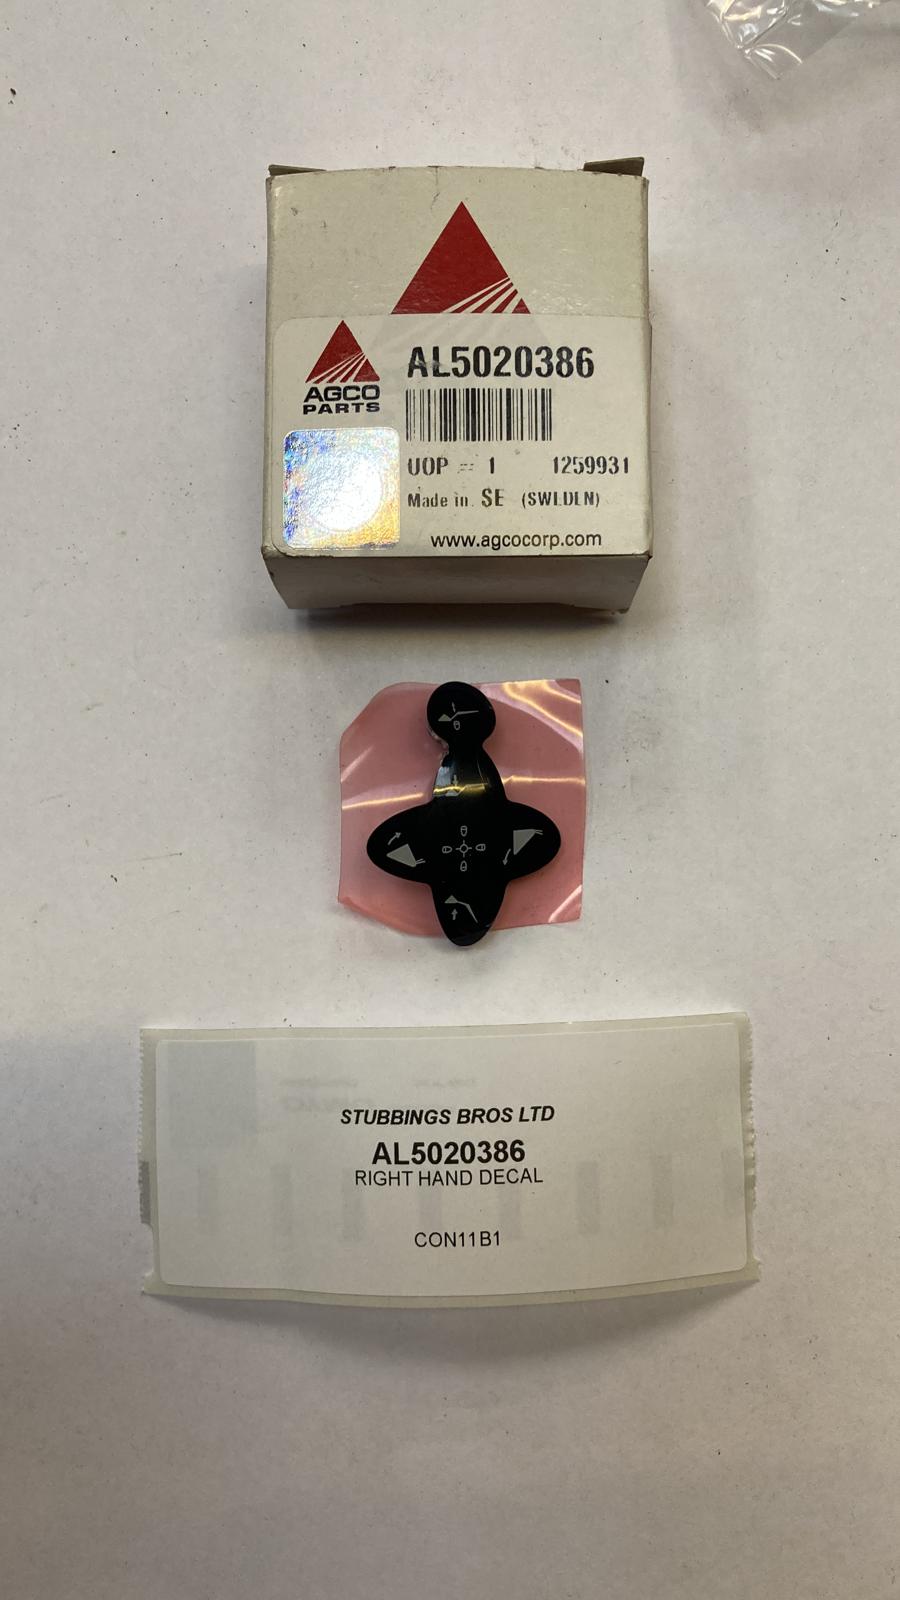 AL5020386
AGCO
PARTS
UOP = 1 1259931
Made in SE (SWEDEN)
www.agcocorp.com
STUBBINGS BROS LTD
AL5020386
RIGHT HAND DECAL
CON11B1